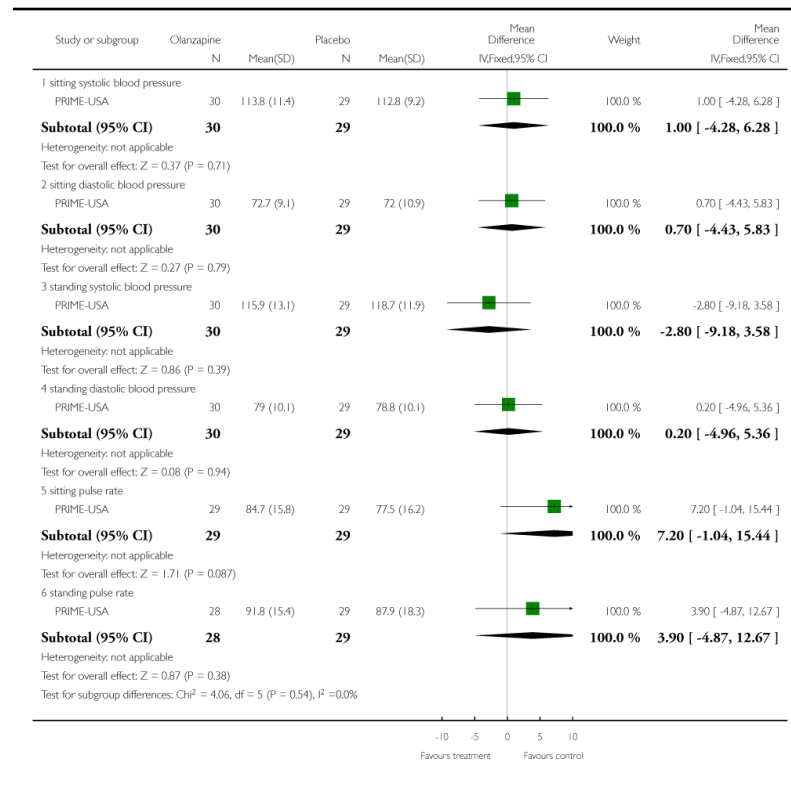 Study or subgroup Olanzapine Placebo Mean Difference Weight Mean Difference
N Mean(SD) N Mean(SD) IV,Fixed,95% CI IV,Fixed,95% CI
1 sitting systolic blood pressure
PRIME-USA 30 113.8 (11.4) 29 112.8 (9.2) 100.0 % 1.00 [ -4.28, 6.28 ]
Subtotal (95% CI) 30 29 100.0 % 1.00 [ -4.28, 6.28 ]
Heterogeneity: not applicable
Test for overall effect: Z = 0.37 (P = 0.71)
2 sitting diastolic blood pressure
PRIME-USA 30 72.7 (9.1) 29 72 (10.9) 100.0 % 0.70 [ -4.43, 5.83 ]
Subtotal (95% CI) 30 29 100.0 % 0.70 [ -4.43, 5.83 ]
Heterogeneity: not applicable
Test for overall effect: Z = 0.27 (P = 0.79)
3 standing systolic blood pressure
PRIME-USA 30 115.9 (13.1) 29 118.7 (11.9) 100.0 % -2.80 [ -9.18, 3.58 ]
Subtotal (95% CI) 30 29 100.0 % -2.80 [ -9.18, 3.58 ]
Heterogeneity: not applicable
Test for overall effect: Z = 0.86 (P = 0.39)
4 standing diastolic blood pressure
PRIME-USA 30 79 (10.1) 29 78.8 (10.1) 100.0 % 0.20 [ -4.96, 5.36 ]
Subtotal (95% CI) 30 29 100.0 % 0.20 [ -4.96, 5.36 ]
Heterogeneity: not applicable
Test for overall effect: Z = 0.08 (P = 0.94)
5 sitting pulse rate
PRIME-USA 29 84.7 (15.8) 29 77.5 (16.2) 100.0 % 7.20 [ -1.04, 15.44 ]
Subtotal (95% CI) 29 29 100.0 % 7.20 [ -1.04, 15.44 ]
Heterogeneity: not applicable
Test for overall effect: Z = 1.71 (P = 0.087)
6 standing pulse rate
PRIME-USA 28 91.8 (15.4) 29 87.9 (18.3) 100.0 % 3.90 [ -4.87, 12.67 ]
Subtotal (95% CI) 28 29 100.0 % 3.90 [ -4.87, 12.67 ]
Heterogeneity: not applicable
Test for overall effect: Z = 0.87 (P = 0.38)
Test for subgroup differences: Chi² = 4.06, df = 5 (P = 0.54), I² =0.0%
-10 -5 0 5 10
Favours treatment Favours control